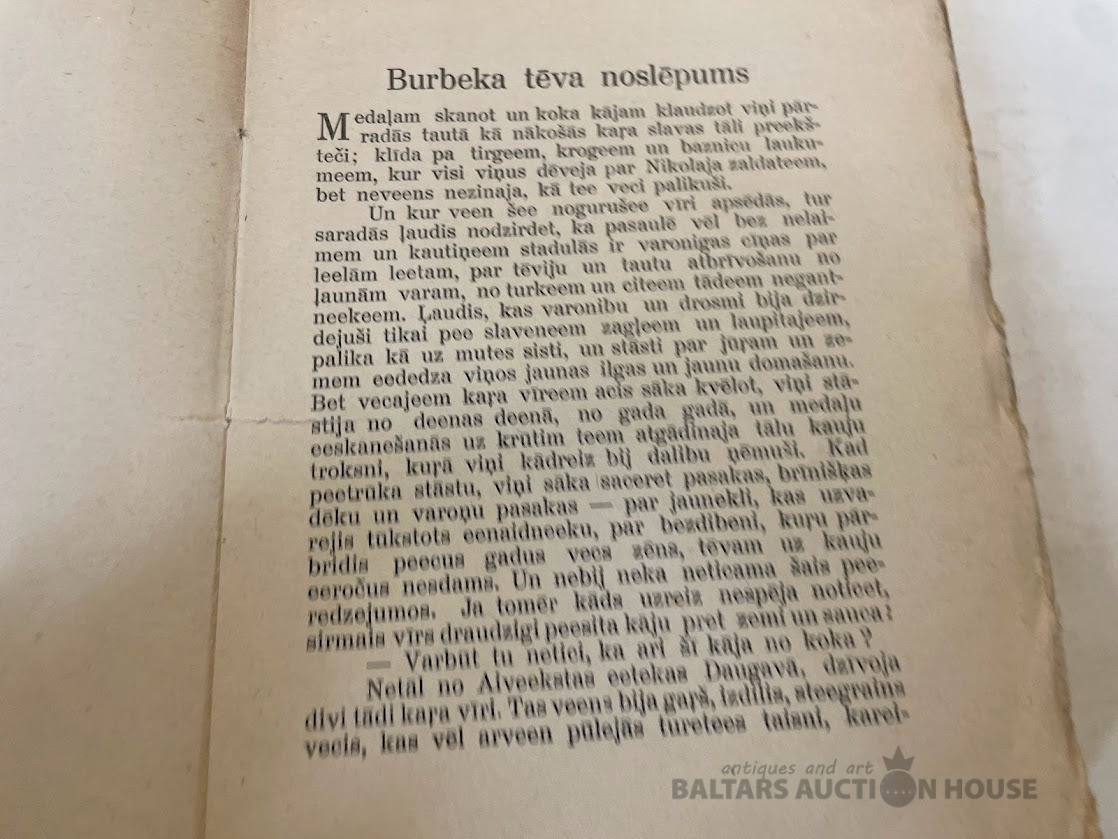 Burbeka tēva noslēpums
Medaļam skanot un koka kājam klaudzot viņi pār-
radās tautā kā nākošās kaŗa slavas tāli preekš-
teči; klīda pa tirgeem, krogeem un baznicu lauku-
meem, kur visi viņus dēveja par Nikolaja zaldateem,
bet neveens nezinaja, kā tee veci palikuši.
Un kur veen šee nogurušee vīri apsēdās, tur
saradās ļaudis nodzirdet, ka pasaulē vēl bez nelai-
mem un kautiņeem stadulās ir varonigas cīņas par
leelām leetam, par tēviju un tautu atbrīvošanu no
ļaunām varam, no turkeem un citeem tādeem negant-
neekeem. Ļaudis, kas varonibu un drosmi bija dzir-
dejuši tikai pee slaveneem zagļeem un laupitajeem,
palika kā uz mutes sisti, un stāsti par jūŗam un ze-
mem eededza viņos jaunas ilgas un jaunu domašanu.
Bet vecajeem kaŗa vīreem acis sāka kvēlot, viņi stā-
stija no deenas deenā, no gada gadā, un medaļu
eeskanešanās uz krūtim teem atgādinaja tālu kauju
troksni, kuŗā viņi kādreiz bij dalibu ņēmuši. Kad
peetrūka stāstu, viņi sāka saceret pasakas, brīnišķas
dēku un varoņu pasakas — par jaunekli, kas uzva-
rejis tūkstots eenaidneeku, par bezdibeni, kuŗu pār-
bridis peecus gadus vecs zēns, tēvam uz kauju
eeročus nesdams. Un nebij neka neticama šais pee-
redzejumos. Ja tomēr kāds uzreiz nespēja noticet,
sirmais vīrs draudzigi peesita kāju pret zemi un sauca:
— Varbūt tu netici, ka ari šī kāja no koka?
Netāl no Aiveekstas eetekas Daugavā, dzīvoja
divi tādi kaŗa vīri. Tas veens bija gaŗš, izdilis, steegrains
vecis, kas vēl arveen pūlejās turetees taisni, karei-
antiques and art
BALTARS AUCTION HOUSE